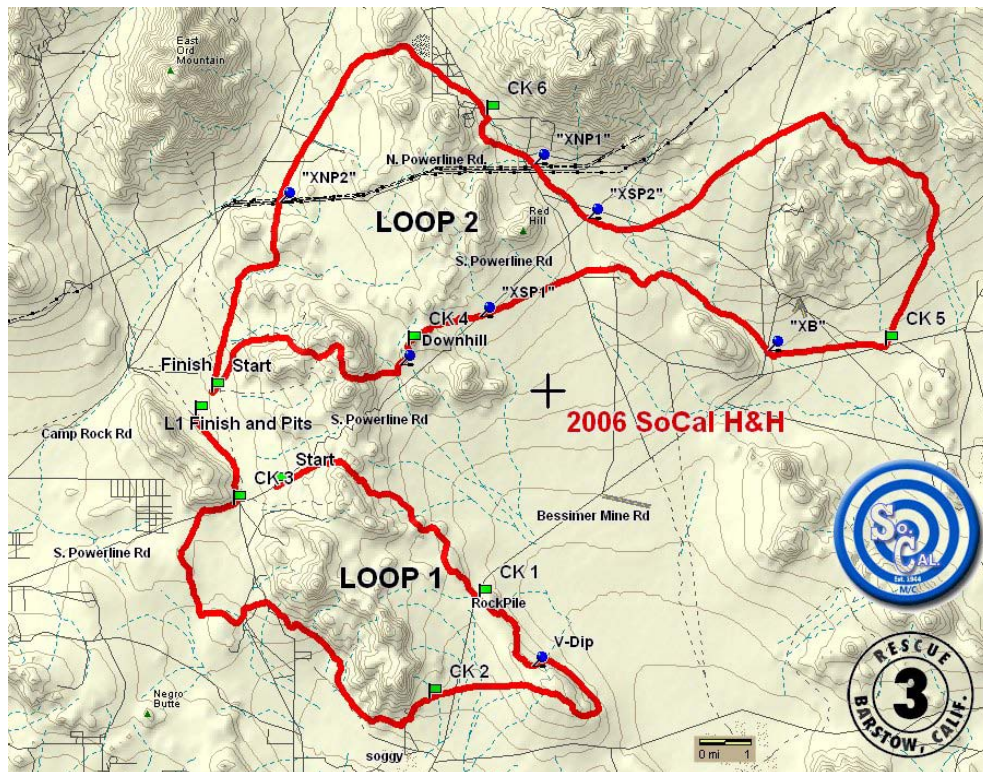 East
Ord
Mountain
CK 6
"XNP1"
N. Powerline Rd.
"XNP2"
"XSP2"
LOOP 2
Red
Hill
S. Powerline Rd
"XSP1"
CK 4
Downhill
"XB"
CK 5
Finish
Start
L1 Finish and Pits
S. Powerline Rd
2006 SoCal H&H
Camp Rock Rd
Start
CK 3
Bessimer Mine Rd
S. Powerline Rd
LOOP 1
CK 1
RockPile
V-Dip
CK 2
Negro
Butte
soggy
0 mi 1
So.
CAL.
Est. 1944
M/C
RESCUE
3
BARSTOW, CALIF.